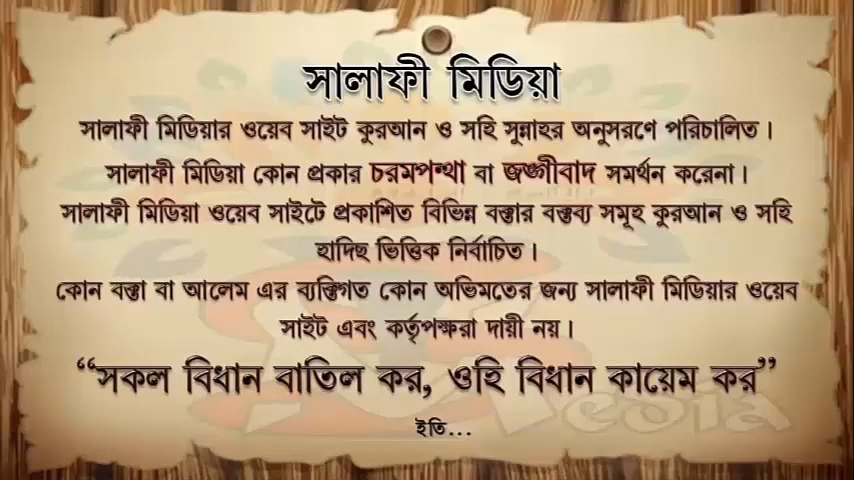 সালাফী মিডিয়া
সালাফী মিডিয়ার ওয়েব সাইট কুরআন ও সহি সুন্নাহর অনুসরণে পরিচালিত।
সালাফী মিডিয়া কোন প্রকার চরমপন্থা বা জঙ্গীবাদ সমর্থন করেনা।
সালাফী মিডিয়া ওয়েব সাইটে প্রকাশিত বিভিন্ন বক্তার বক্তব্য সমূহ কুরআন ও সহি
হাদিছ ভিত্তিক নির্বাচিত।
কোন বক্তা বা আলেম এর ব্যক্তিগত কোন অভিমতের জন্য সালাফী মিডিয়ার ওয়েব
সাইট এবং কর্তৃপক্ষরা দায়ী নয়।
“সকল বিধান বাতিল কর, ওহি বিধান কায়েম কর”
Media
ইতি...